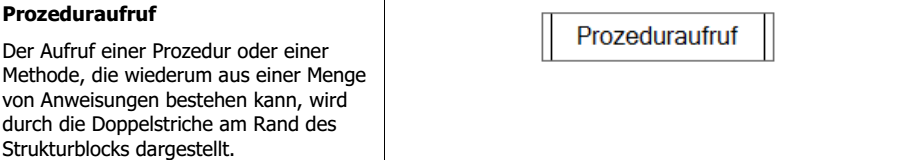 Prozeduraufruf
Der Aufruf einer Prozedur oder einer
Methode, die wiederum aus einer Menge
von Anweisungen bestehen kann, wird
durch die Doppelstriche am Rand des
Strukturblocks dargestellt.
Prozeduraufruf